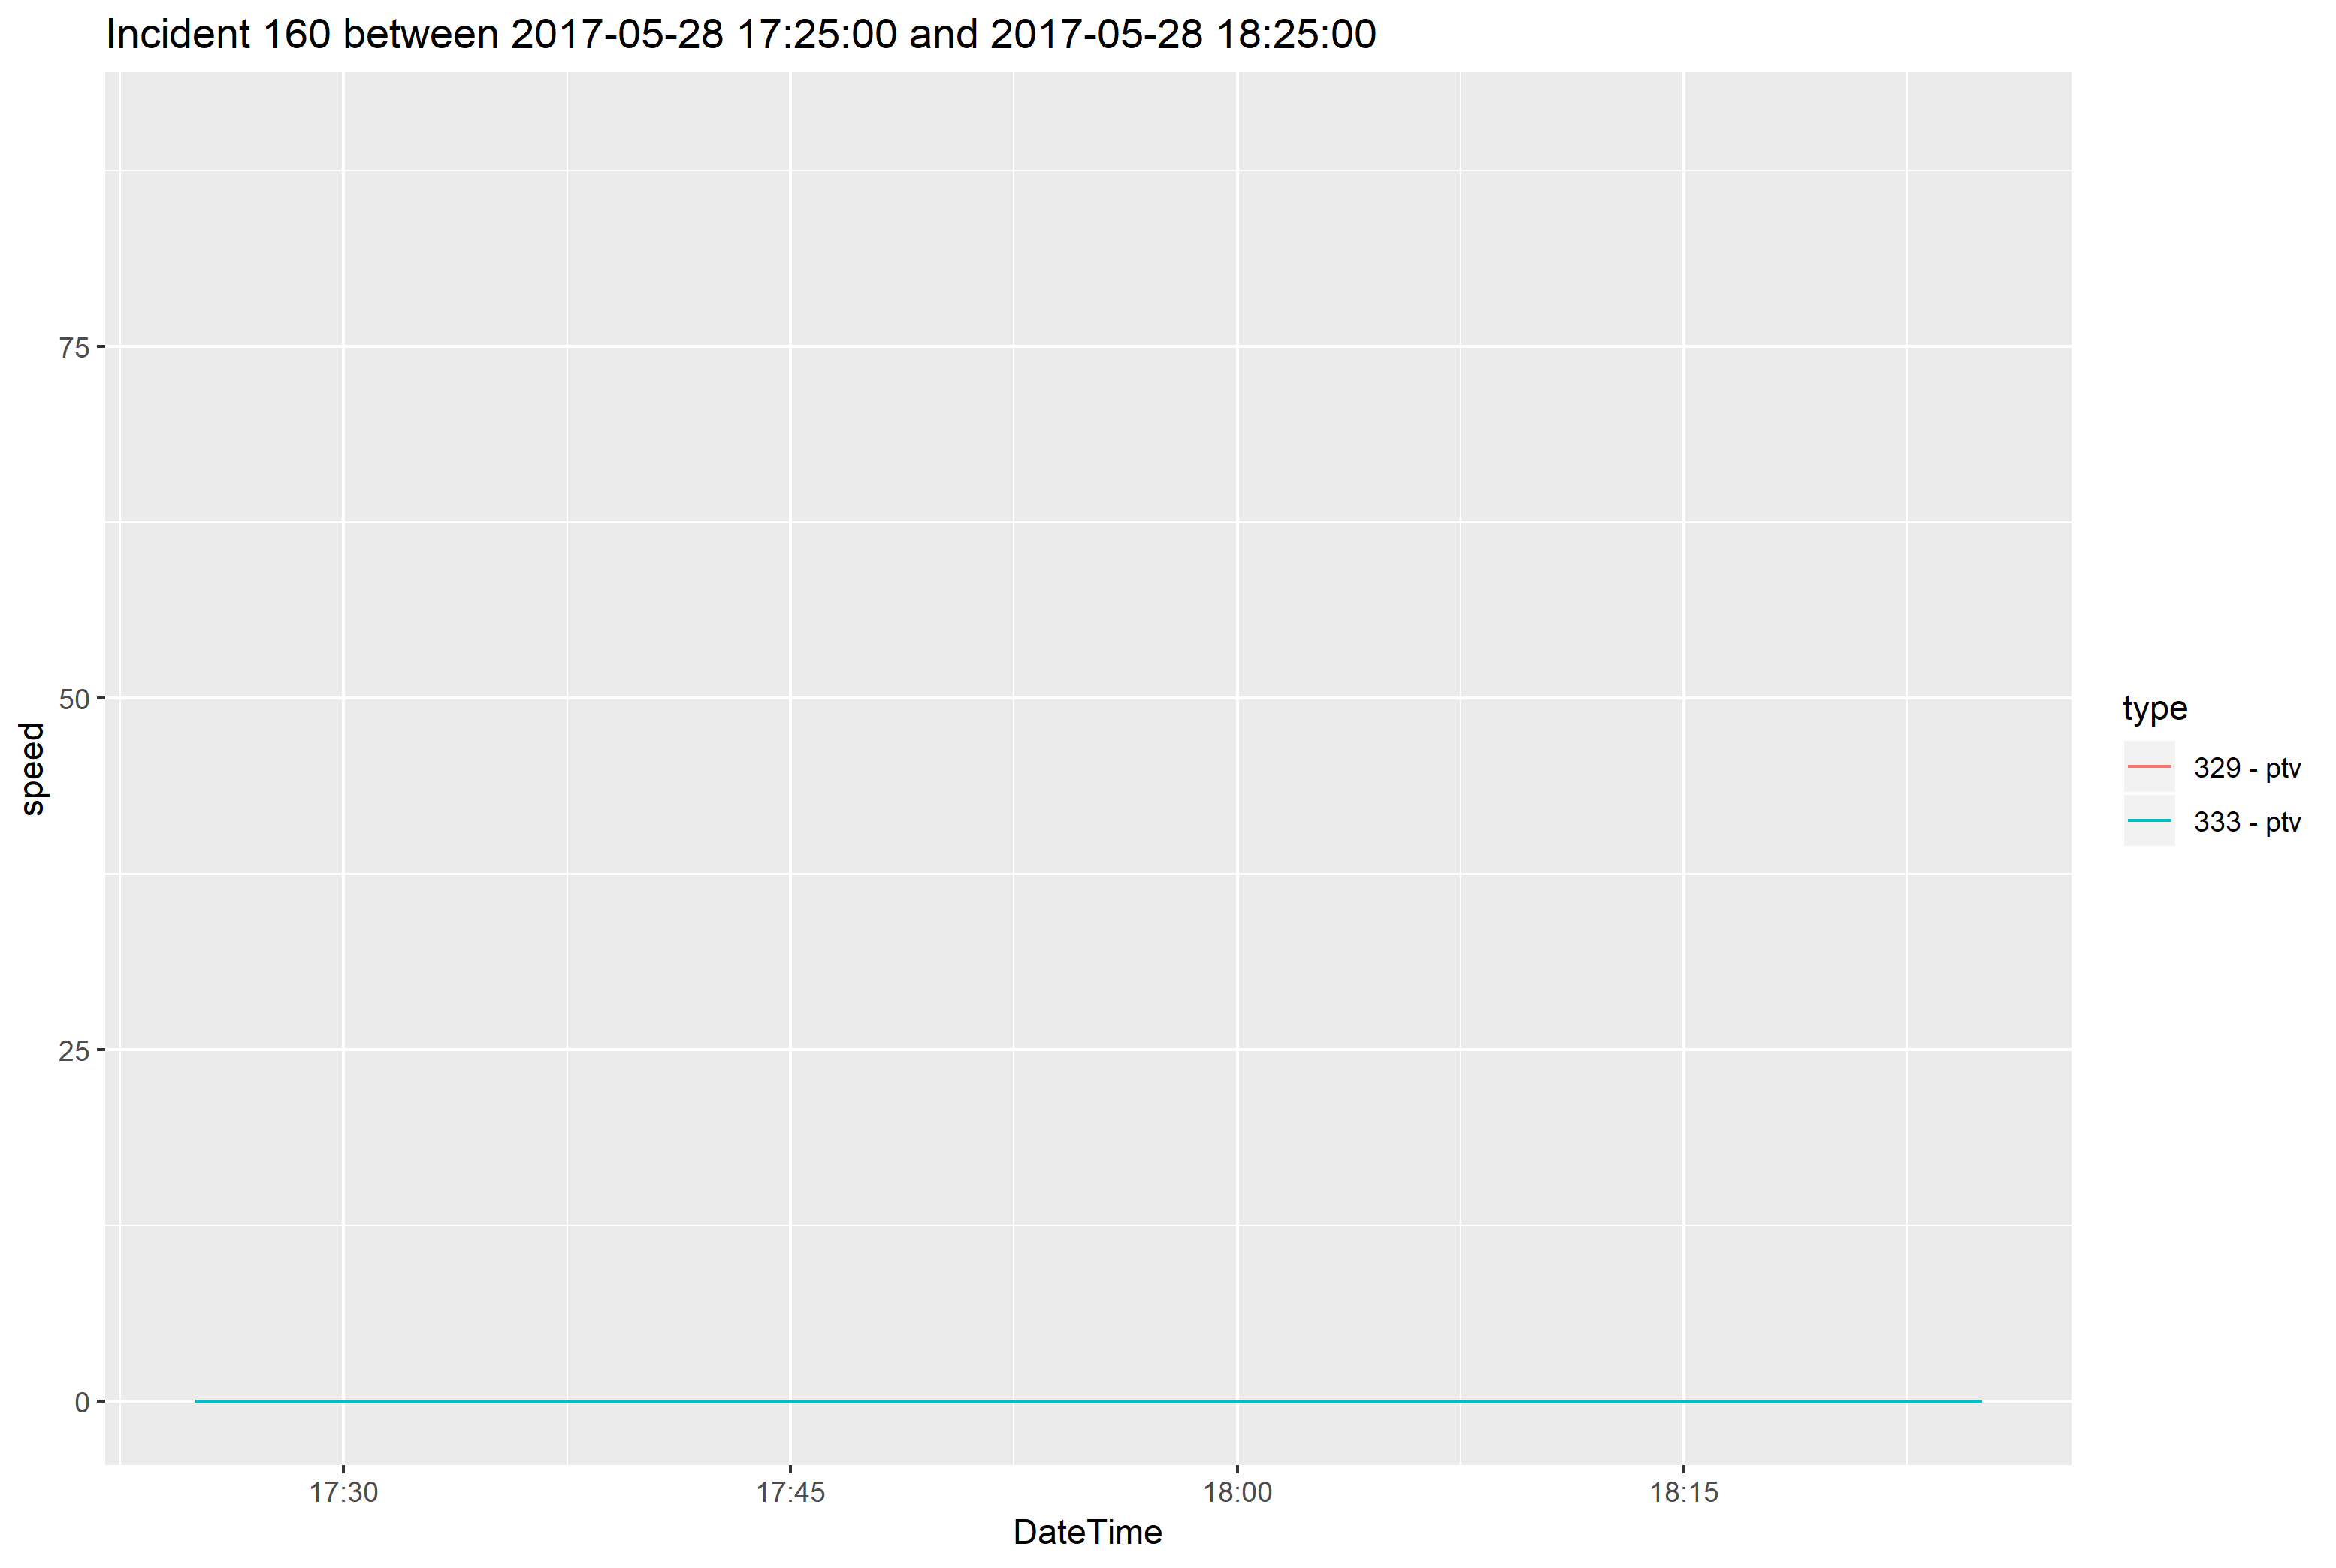 Incident 160 between 2017-05-28 17:25:00 and 2017-05-28 18:25:00
speed
75
50
25
0
17:30
17:45
18:00
18:15
DateTime
type
329 - ptv
333 - ptv